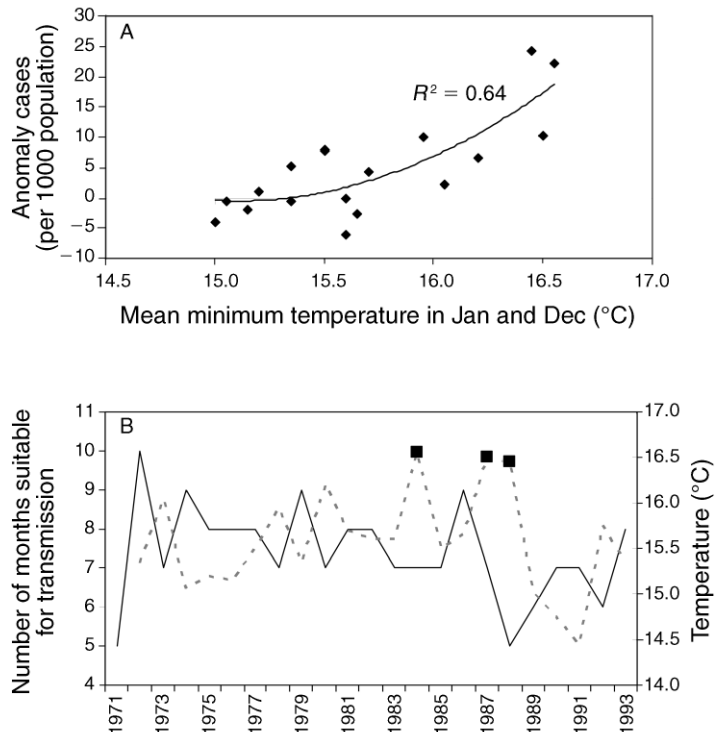 A
Anomaly cases
(per 1000 population)
30
25
20
15
10
5
0
−5
−10
R² = 0.64
14.5 15.0 15.5 16.0 16.5 17.0
Mean minimum temperature in Jan and Dec (°C)
B
Number of months suitable
for transmission
11
10
9
8
7
6
5
4
17.0
16.5
16.0
15.5
15.0
14.5
14.0
Temperature (°C)
1971 1973 1975 1977 1979 1981 1983 1985 1987 1989 1991 1993